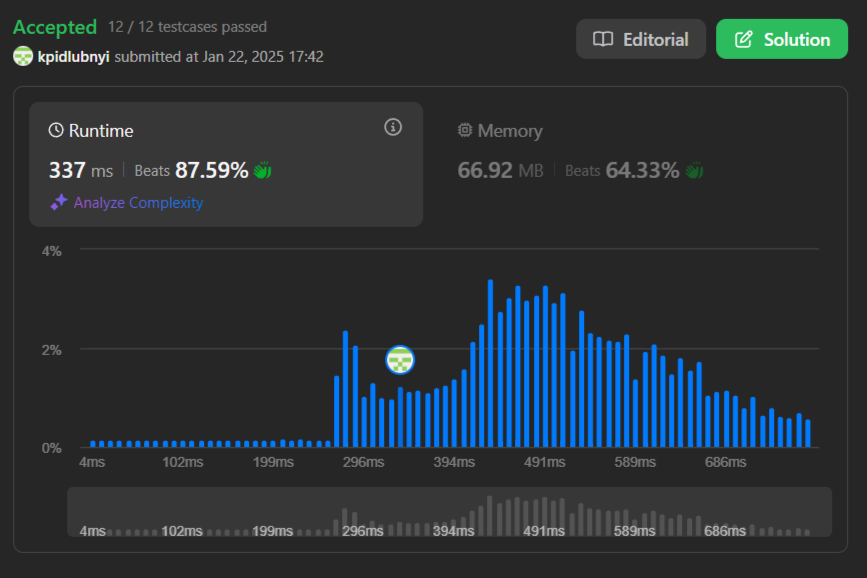 Accepted 12 / 12 testcases passed
kpidlubnyi submitted at Jan 22, 2025 17:42
Editorial
Solution
Runtime
337 ms | Beats 87.59%
Analyze Complexity
Memory
66.92 MB | Beats 64.33%
4%
2%
0%
4ms 102ms 199ms 296ms 394ms 491ms 589ms 686ms
4ms 102ms 199ms 296ms 394ms 491ms 589ms 686ms